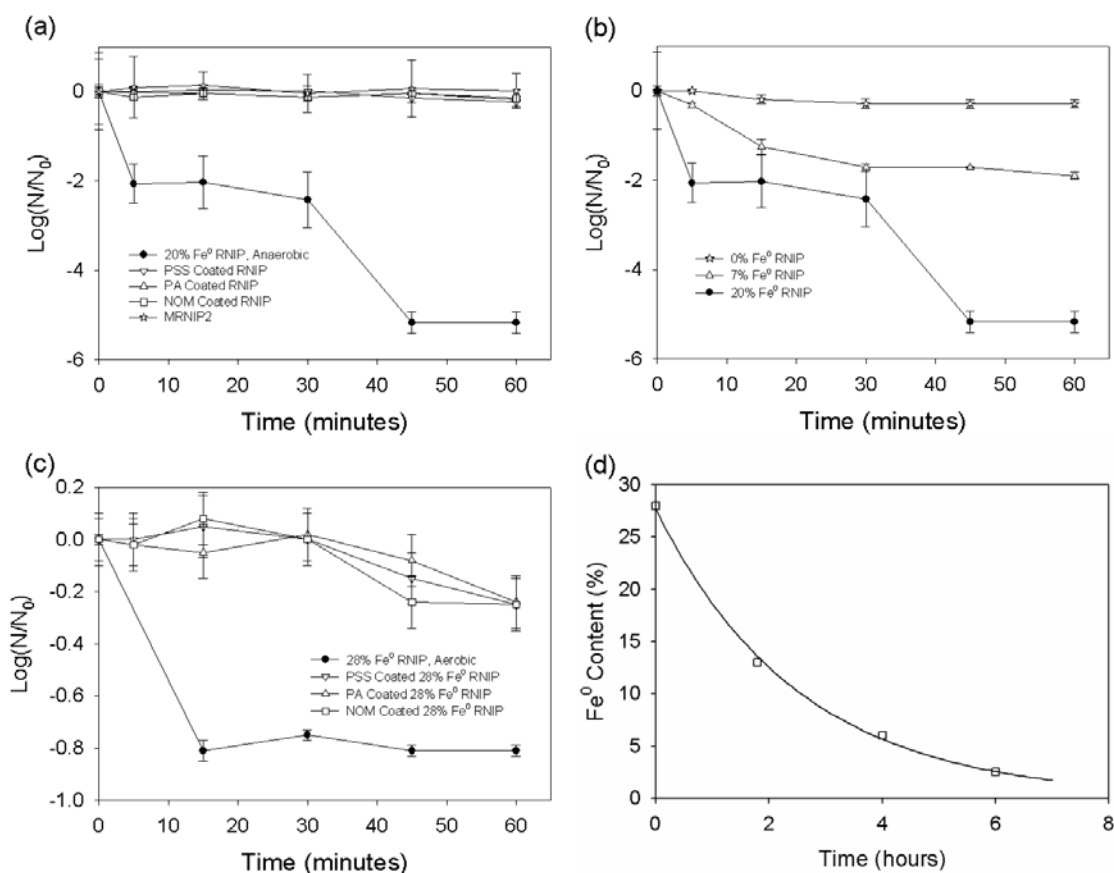 (a)
Log(N/N₀)
0
-2
-4
-6
20% Fe⁰ RNIP, Anaerobic
PSS Coated RNIP
PA Coated RNIP
NOM Coated RNIP
MRNIP2
0 10 20 30 40 50 60
Time (minutes)
(b)
Log(N/N₀)
0
-2
-4
-6
0% Fe⁰ RNIP
7% Fe⁰ RNIP
20% Fe⁰ RNIP
0 10 20 30 40 50 60
Time (minutes)
(c)
Log(N/N₀)
0.2
0.0
-0.2
-0.4
-0.6
-0.8
-1.0
28% Fe⁰ RNIP, Aerobic
PSS Coated 28% Fe⁰ RNIP
PA Coated 28% Fe⁰ RNIP
NOM Coated 28% Fe⁰ RNIP
0 10 20 30 40 50 60
Time (minutes)
(d)
Fe⁰ Content (%)
30
25
20
15
10
5
0
0 2 4 6 8
Time (hours)